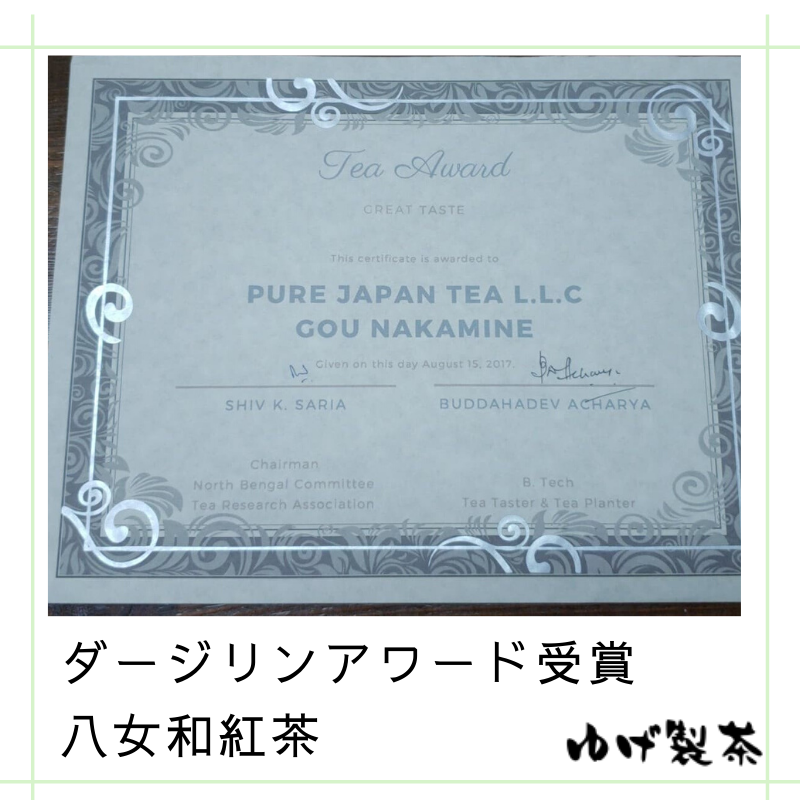 Tea Award
GREAT TASTE
This certificate is awarded to
PURE JAPAN TEA L.L.C
GOU NAKAMINE
Given on this day August 15, 2017.
SHIV K. SARIA
BUDDAHADEV ACHARYA
Chairman
North Bengal Committee
Tea Research Association
B. Tech
Tea Taster & Tea Planter
ダージリンアワード受賞
八女和紅茶
ゆげ製茶